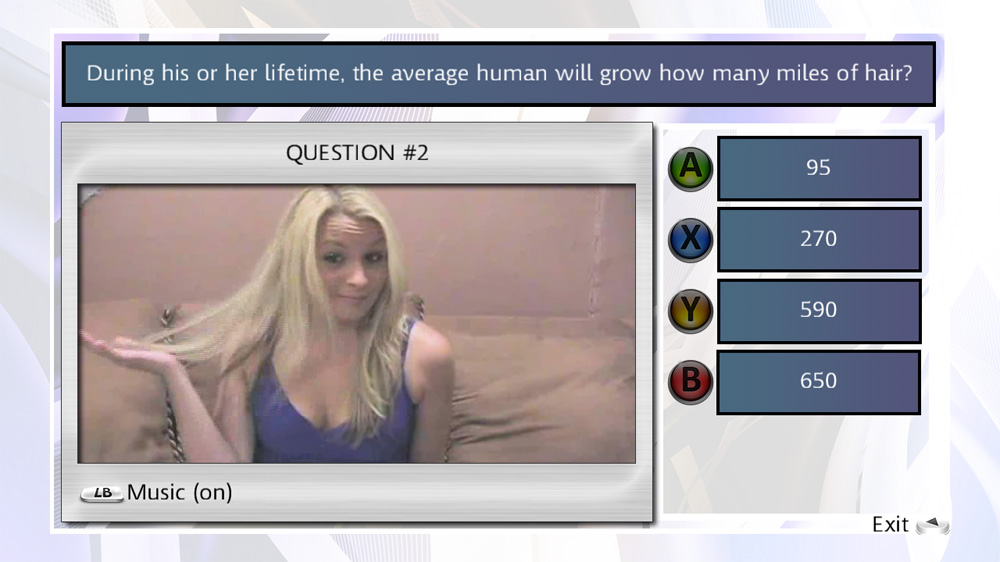 During his or her lifetime, the average human will grow how many miles of hair?
QUESTION #2
A 95
X 270
Y 590
B 650
LB Music (on)
Exit